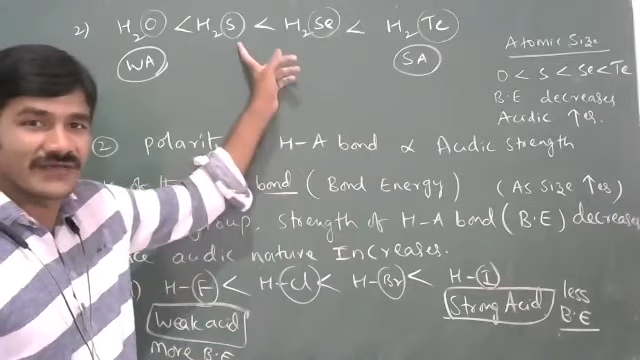 2) H₂O < H₂S < H₂Se < H₂Te
WA SA
Atomic Size
O < S < Se < Te
B.E decreases
Acidic ↑es.
② polarit H-A bond ∝ Acidic strength
bond (Bond Energy) (As Size ↑es)
group, strength of H-A bond (B.E) decreases
acidic nature Increases.
) H-F < H-Cl < H-Br < H-I
Weak acid Strong Acid less
more B.E B.E